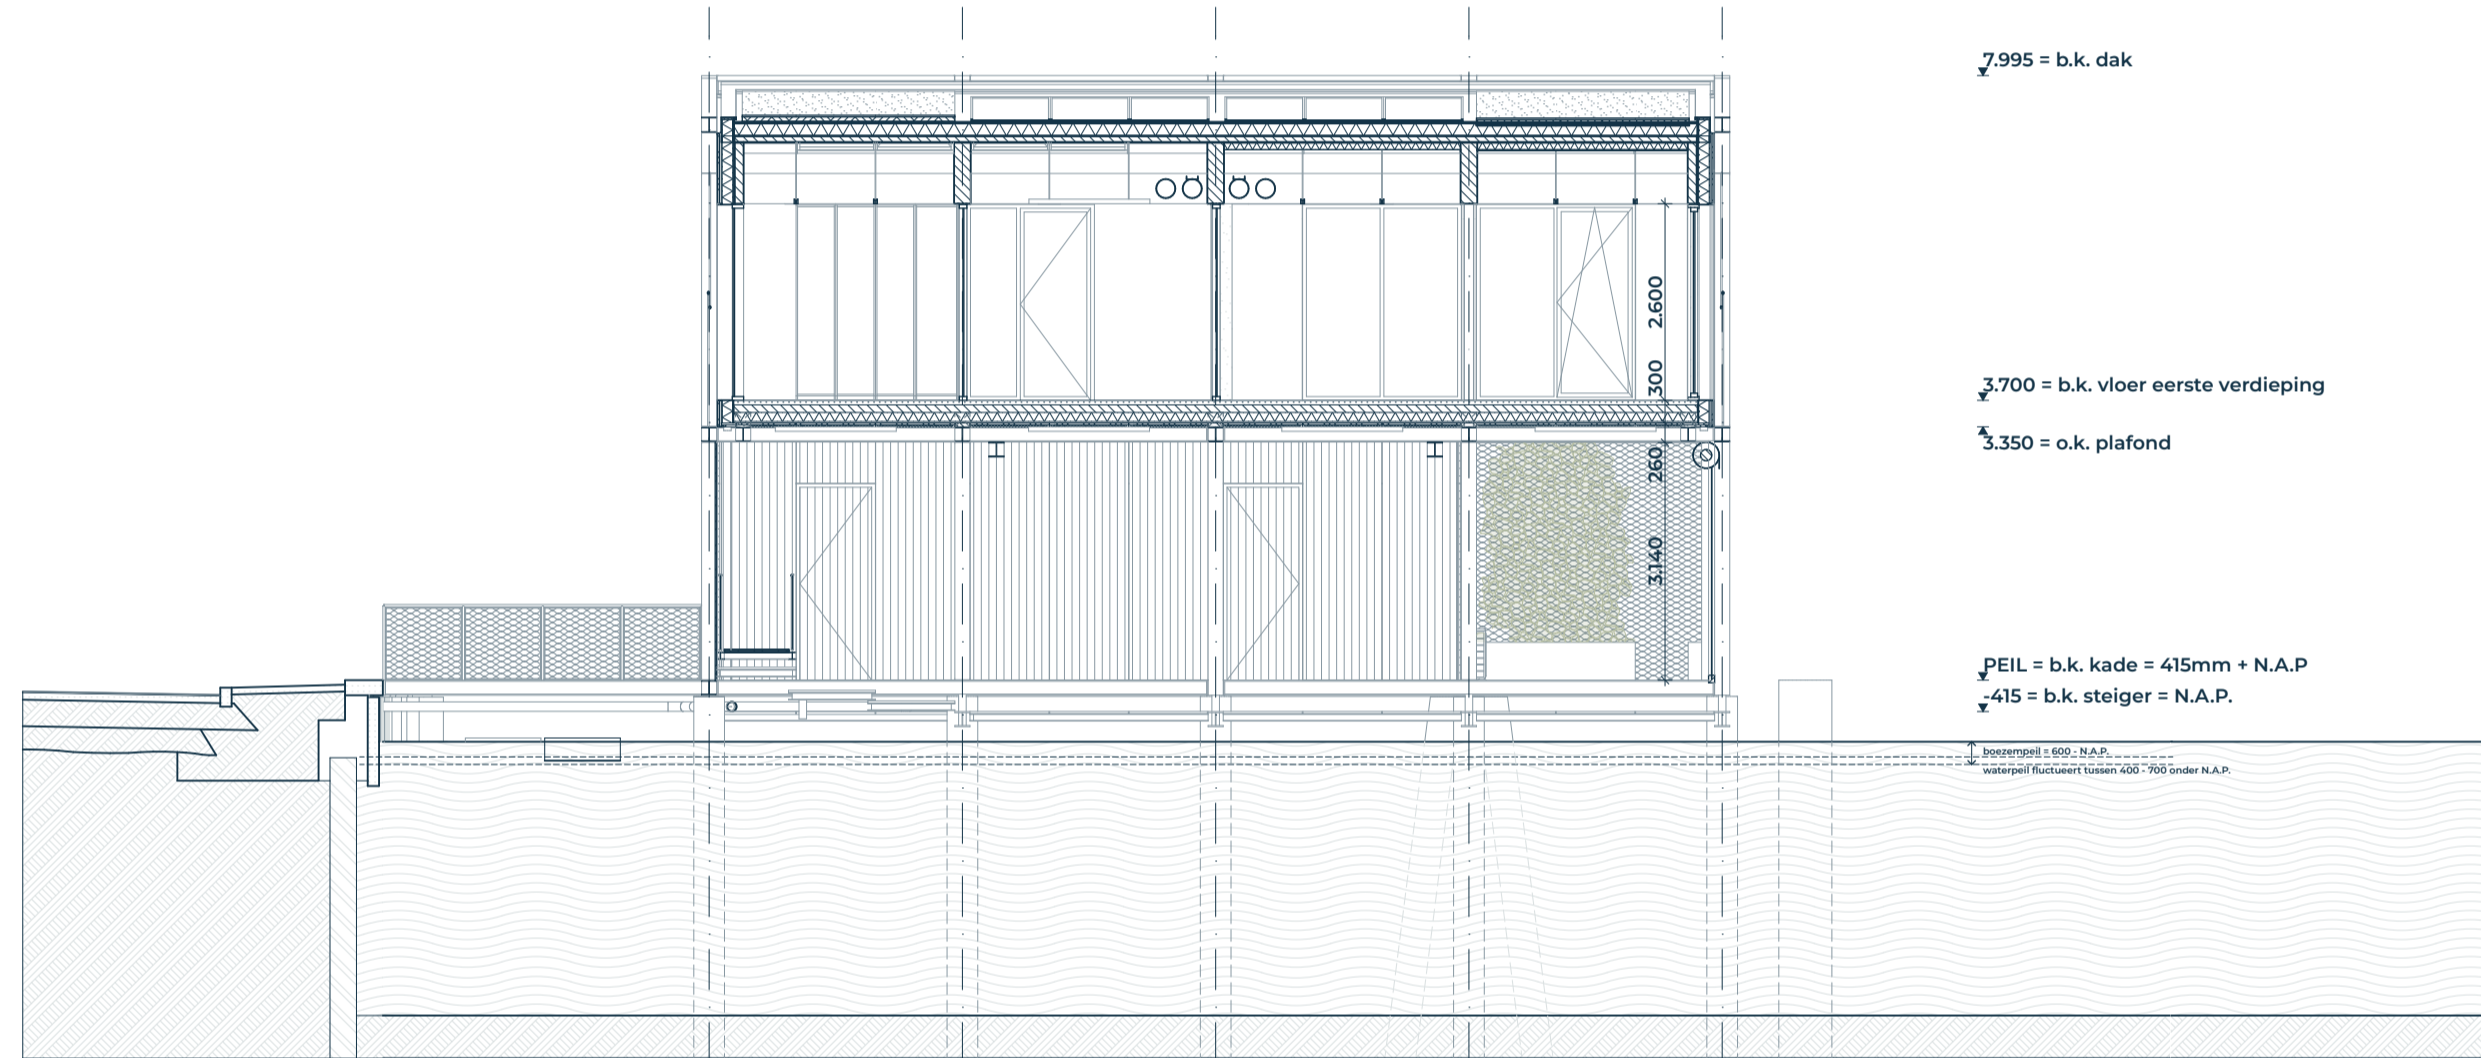 7.995 = b.k. dak
2.600
300
3.700 = b.k. vloer eerste verdieping
3.350 = o.k. plafond
260
3.140
PEIL = b.k. kade = 415mm + N.A.P
-415 = b.k. steiger = N.A.P.
boezempeil = 600 - N.A.P.
waterpeil fluctueert tussen 400 - 700 onder N.A.P.